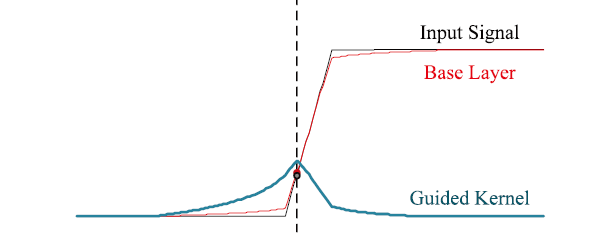 Input Signal
Base Layer
Guided Kernel